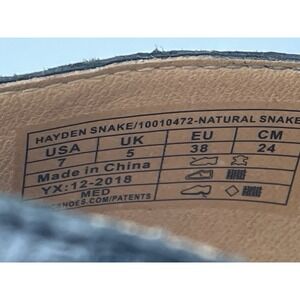 HAYDEN SNAKE/10010472-NATURAL SNAKE
USA UK EU CM
7 5 38 24
Made in China
YX:12-2018
MED
SHOES.COM/PATENTS